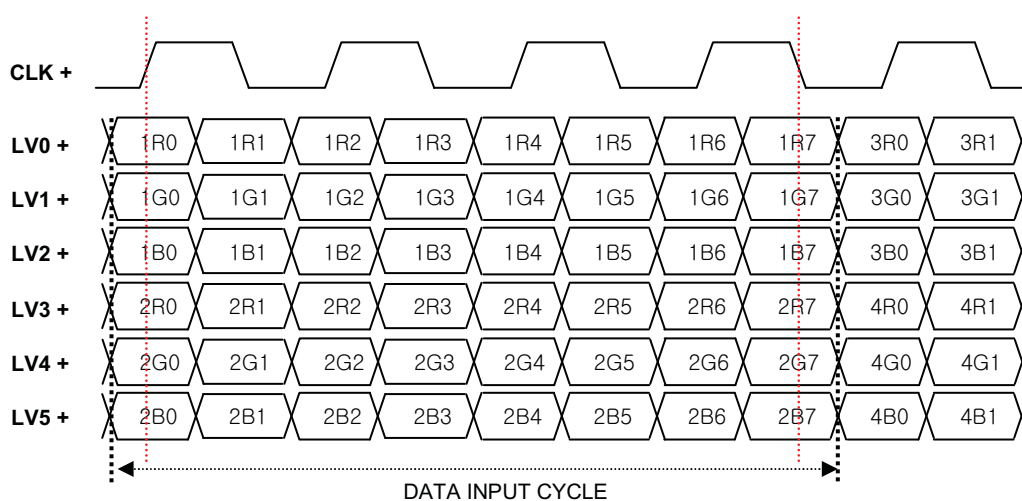 CLK +
LV0 + 1R0 1R1 1R2 1R3 1R4 1R5 1R6 1R7 3R0 3R1
LV1 + 1G0 1G1 1G2 1G3 1G4 1G5 1G6 1G7 3G0 3G1
LV2 + 1B0 1B1 1B2 1B3 1B4 1B5 1B6 1B7 3B0 3B1
LV3 + 2R0 2R1 2R2 2R3 2R4 2R5 2R6 2R7 4R0 4R1
LV4 + 2G0 2G1 2G2 2G3 2G4 2G5 2G6 2G7 4G0 4G1
LV5 + 2B0 2B1 2B2 2B3 2B4 2B5 2B6 2B7 4B0 4B1
DATA INPUT CYCLE